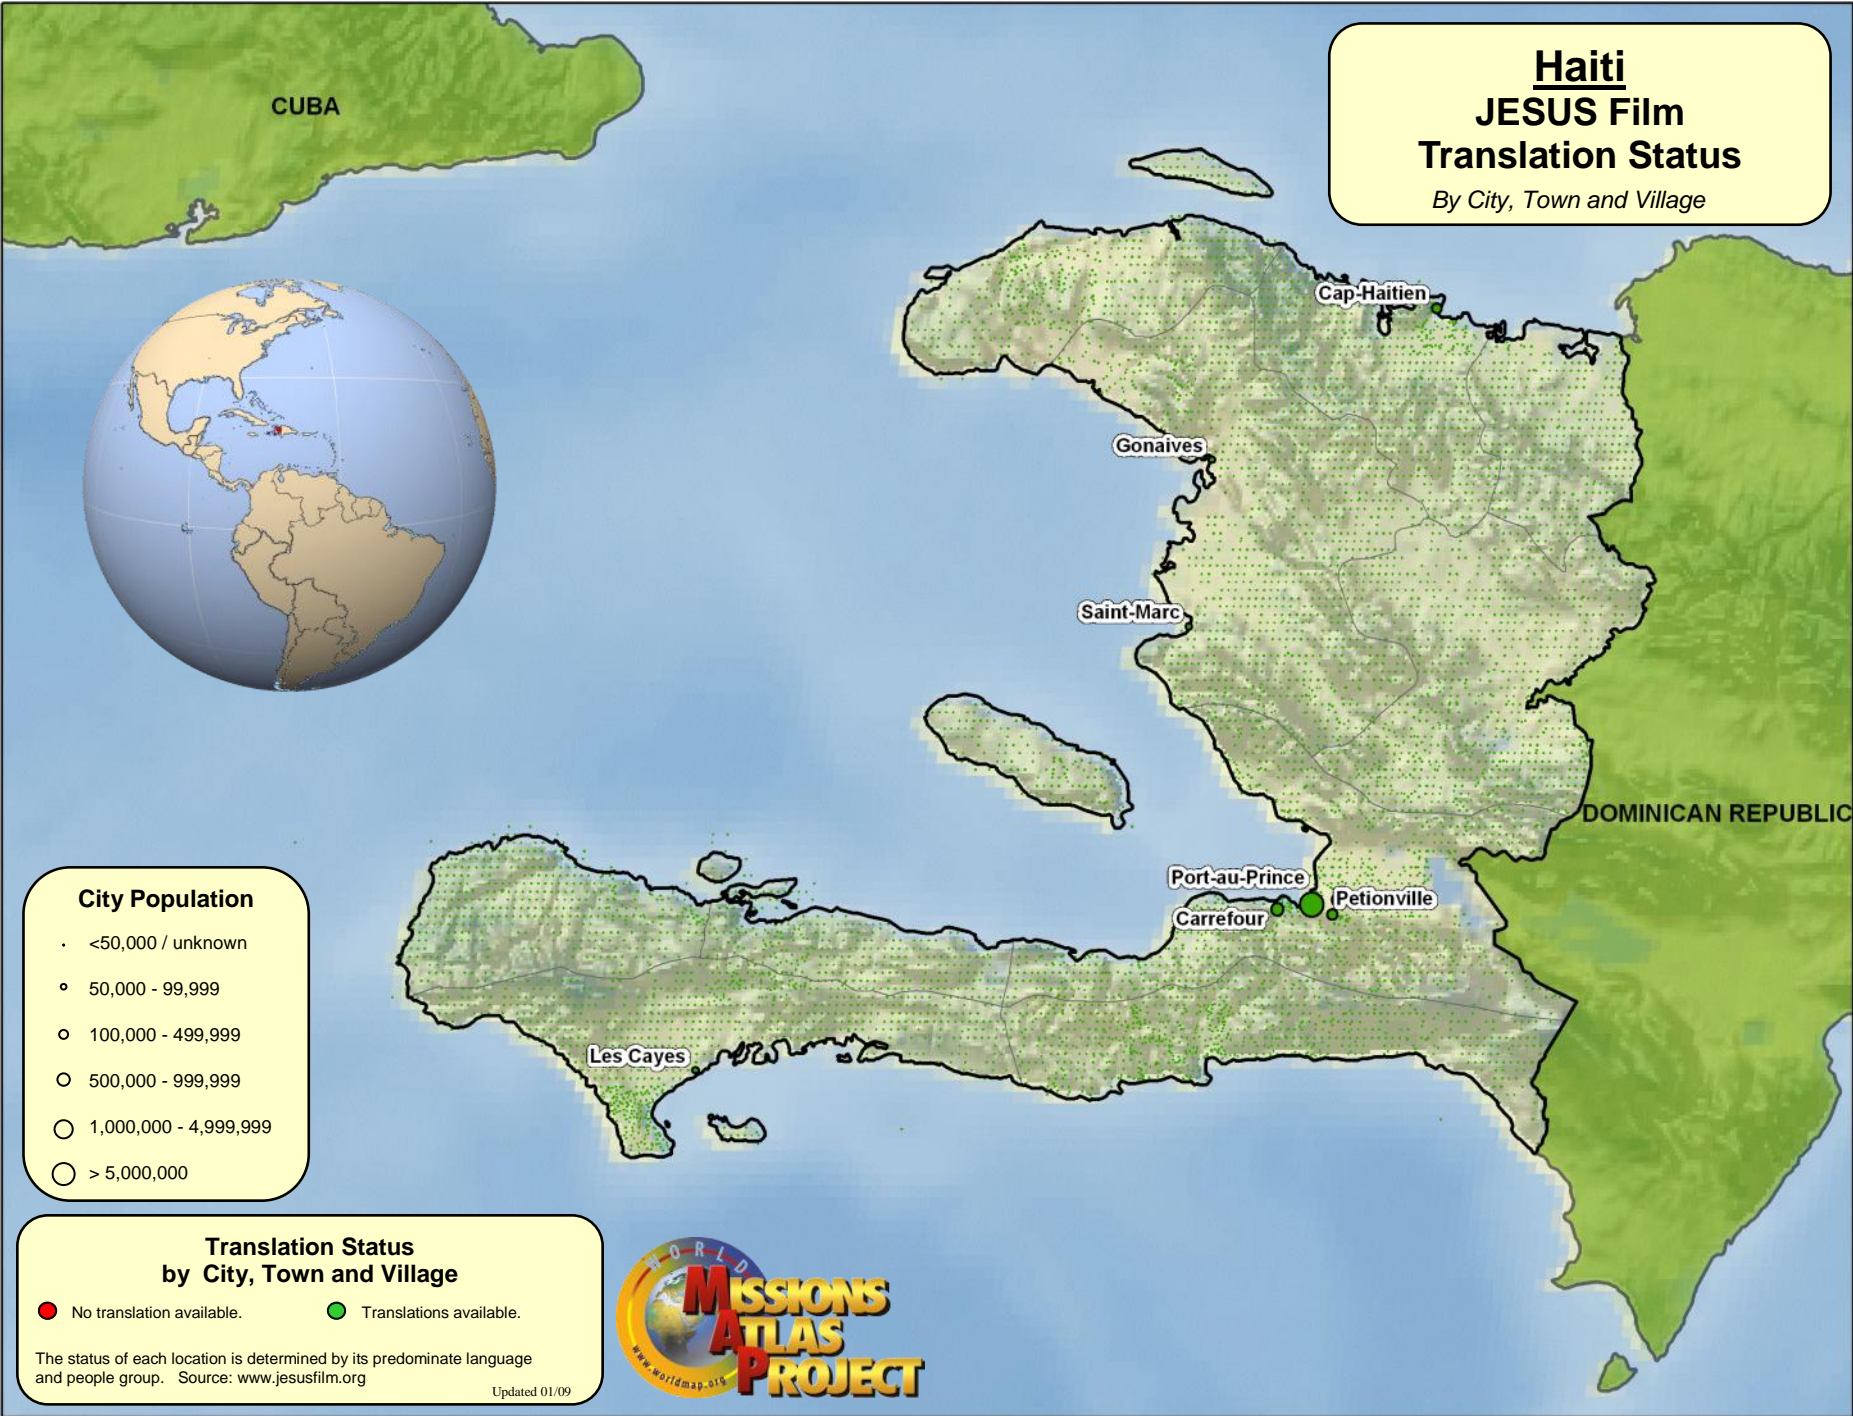 Haiti
JESUS Film
Translation Status
By City, Town and Village
CUBA
Cap-Haitien
Gonaives
Saint-Marc
DOMINICAN REPUBLIC
Port-au-Prince
Petionville
Carrefour
Les Cayes
City Population
<50,000 / unknown
50,000 - 99,999
100,000 - 499,999
500,000 - 999,999
1,000,000 - 4,999,999
> 5,000,000
Translation Status
by City, Town and Village
No translation available.
Translations available.
The status of each location is determined by its predominate language
and people group. Source: www.jesusfilm.org
Updated 01/09
WORLD
MISSIONS
ATLAS
PROJECT
www.worldmap.org